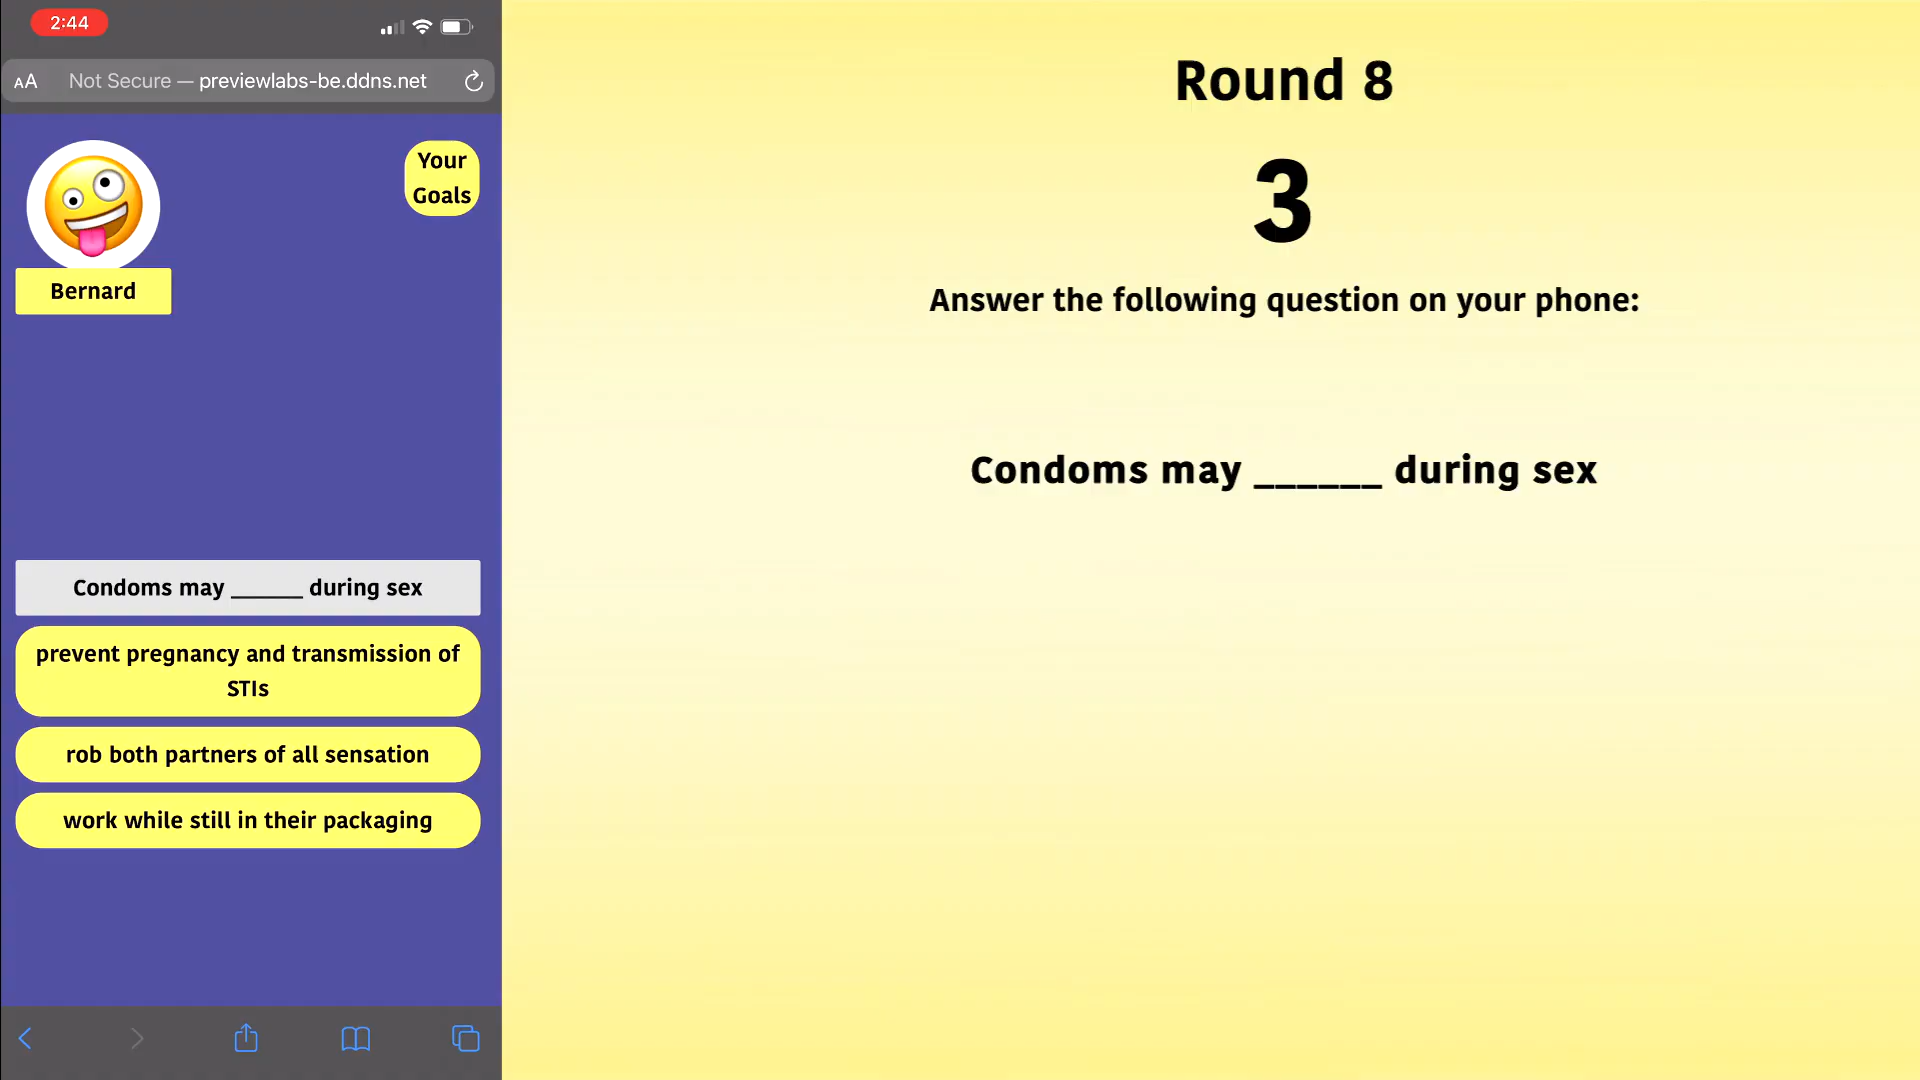 2:44
AA Not Secure — previewlabs-be.ddns.net
Your
Goals
Bernard
Condoms may ______ during sex
prevent pregnancy and transmission of
STIs
rob both partners of all sensation
work while still in their packaging
Round 8
3
Answer the following question on your phone:
Condoms may ______ during sex